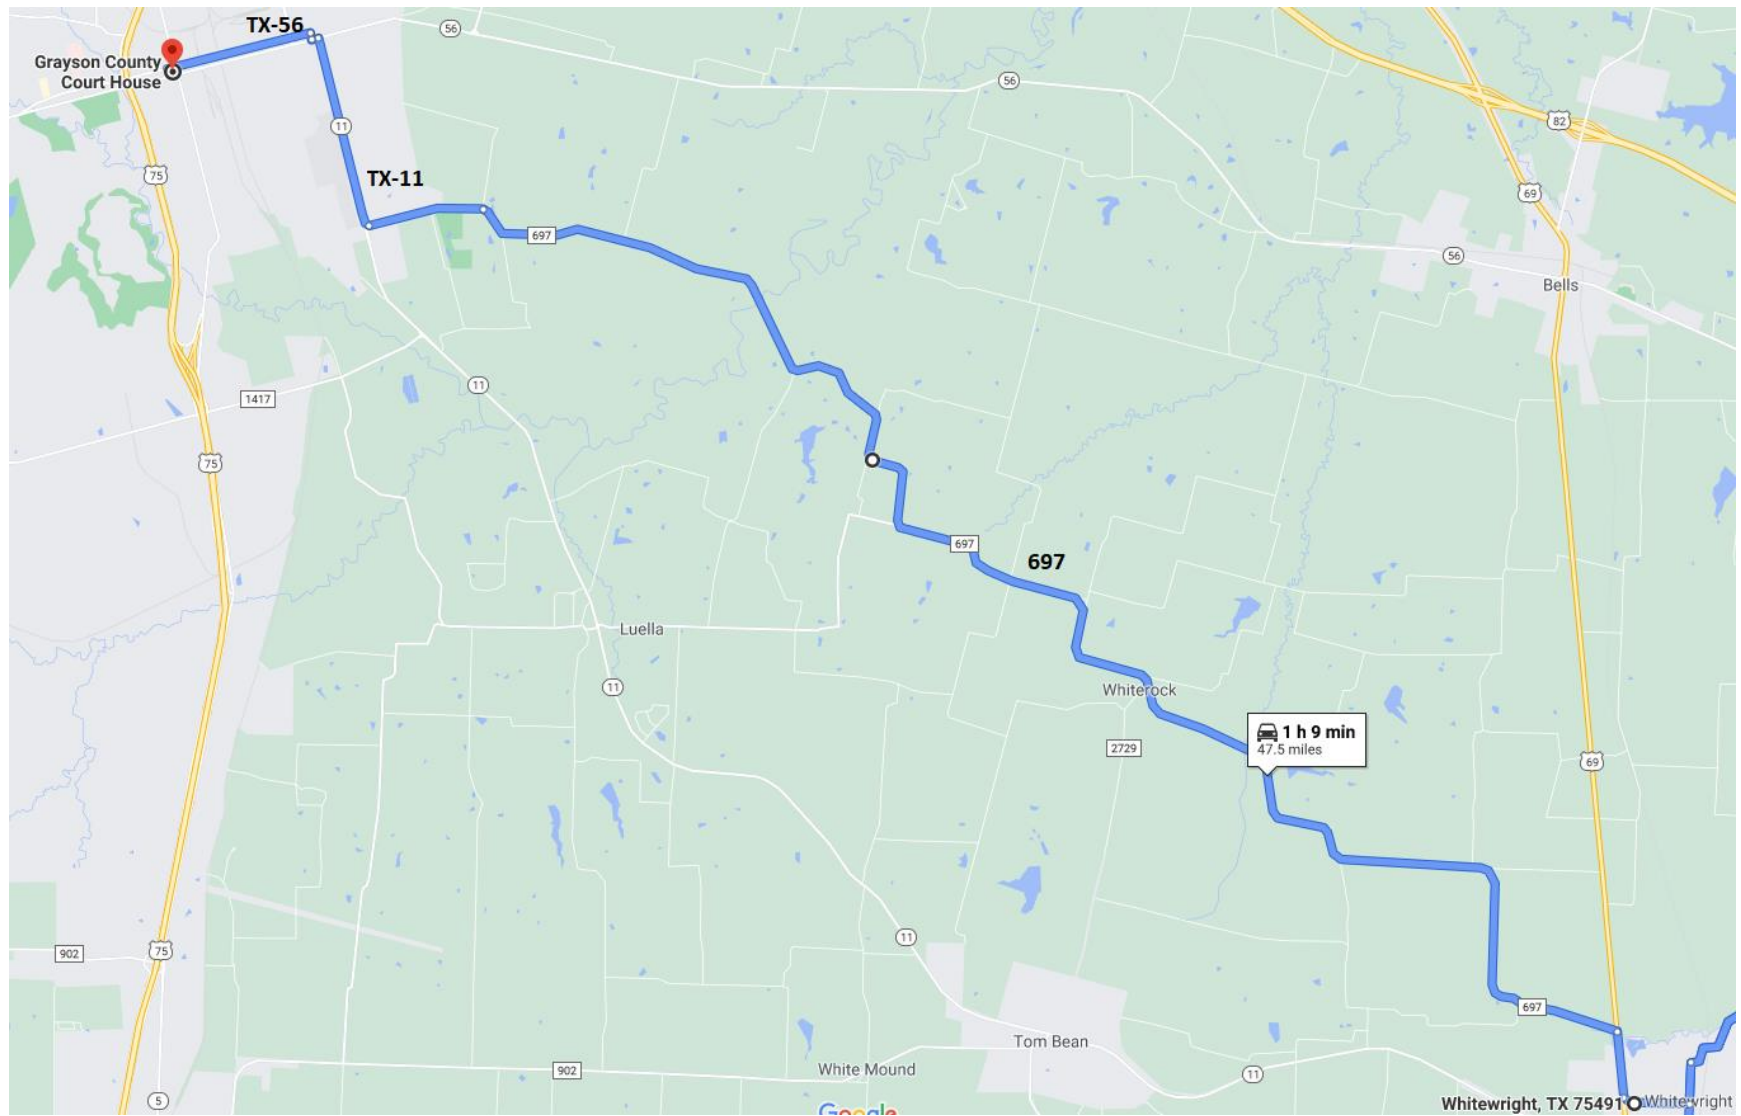 TX-56
56
Grayson County
Court House
56
82
11
75
TX-11
69
697
56
Bells
11
1417
75
697
697
Luella
11
Whiterock
1 h 9 min
47.5 miles
2729
69
11
902
75
697
Tom Bean
White Mound
902
11
5
Whitewright, TX 75491
Whitewright
Google